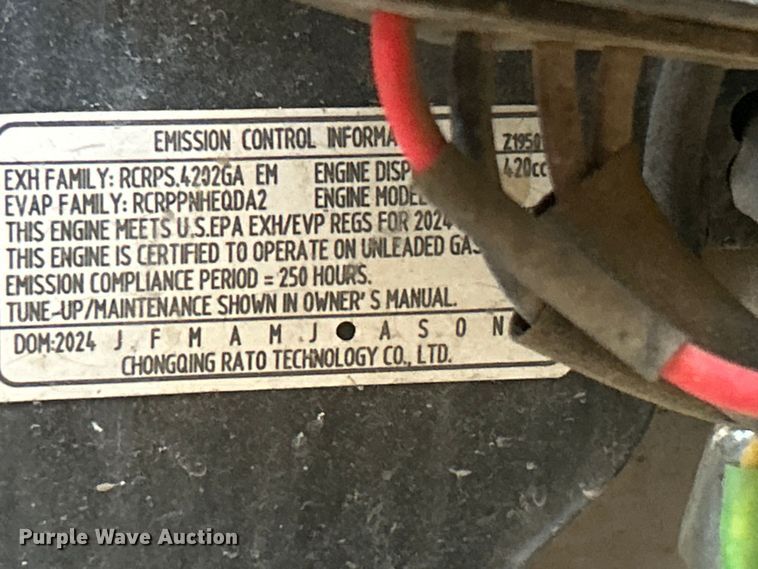 EMISSION CONTROL INFORMA Z1950
EXH FAMILY: RCRPS.4202GA EM ENGINE DISP 420cc
EVAP FAMILY: RCRPPNHEQDA2 ENGINE MODEL
THIS ENGINE MEETS U.S.EPA EXH/EVP REGS FOR 2024
THIS ENGINE IS CERTIFIED TO OPERATE ON UNLEADED GAS
EMISSION COMPLIANCE PERIOD = 250 HOURS.
TUNE-UP/MAINTENANCE SHOWN IN OWNER'S MANUAL.
DOM:2024 J F M A M J ● A S O N
CHONGQING RATO TECHNOLOGY CO., LTD.
Purple Wave Auction